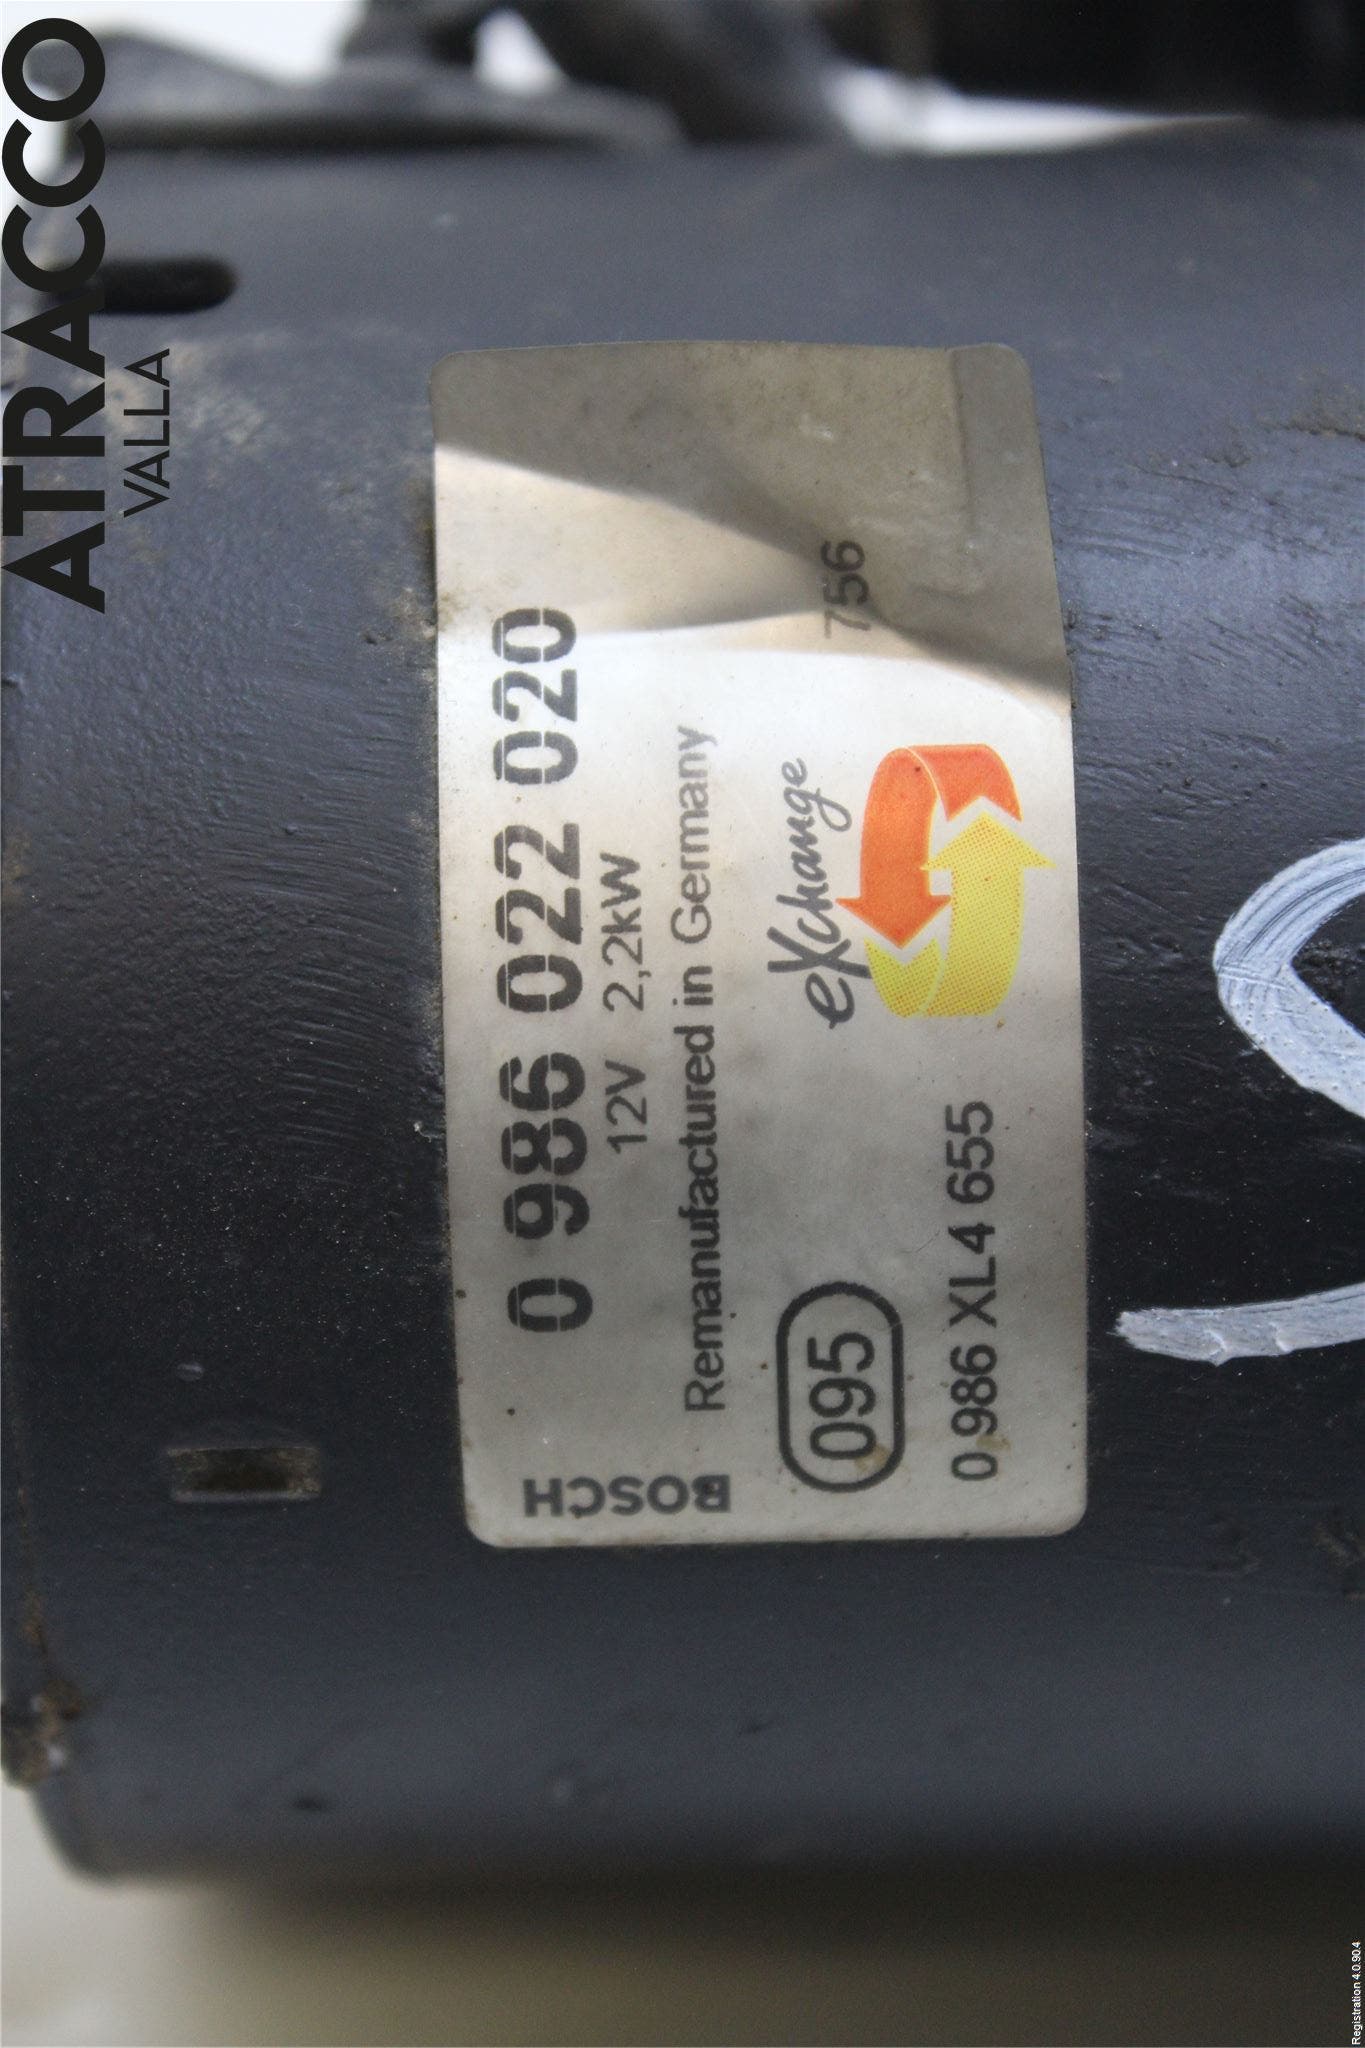 ATRACCO
VALLA
BOSCH
0 986 022 020
12V 2,2kW
Remanufactured in Germany
eXchange
756
095
0 986 XL4 655
Registration 4.0.90.4